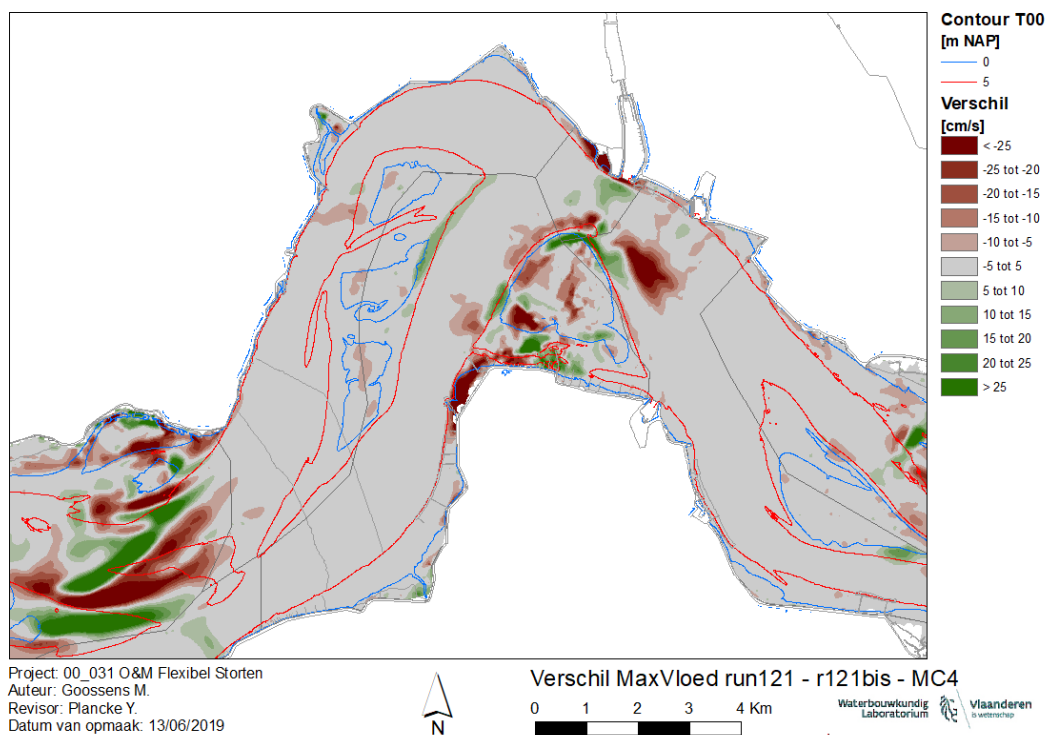 Contour T00
[m NAP]
0
5
Verschil
[cm/s]
< -25
-25 tot -20
-20 tot -15
-15 tot -10
-10 tot -5
-5 tot 5
5 tot 10
10 tot 15
15 tot 20
20 tot 25
> 25
Project: 00_031 O&M Flexibel Storten
Auteur: Goossens M.
Revisor: Plancke Y.
Datum van opmaak: 13/06/2019
N
Verschil MaxVloed run121 - r121bis - MC4
0 1 2 3 4 Km
Waterbouwkundig
Laboratorium
Vlaanderen
is wetenschap